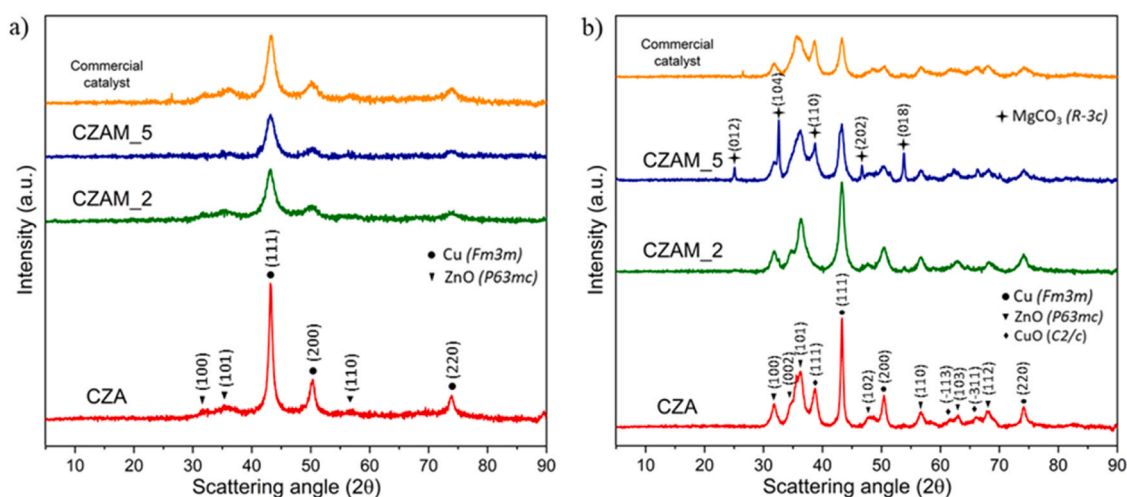 a)
Intensity (a.u.)
Commercial
catalyst
CZAM_5
CZAM_2
● Cu (Fm3m)
▼ ZnO (P63mc)
CZA
(100)
(101)
(111)
(200)
(110)
(220)
10 20 30 40 50 60 70 80 90
Scattering angle (2θ)
b)
Intensity (a.u.)
Commercial
catalyst
MgCO3 (R-3c)
(012)
(104)
(110)
(202)
(018)
CZAM_5
CZAM_2
● Cu (Fm3m)
▼ ZnO (P63mc)
♦ CuO (C2/c)
CZA
(100)
(002)
(101)
(111)
(111)
(102)
(200)
(110)
(-113)
(103)
(-311)
(112)
(220)
10 20 30 40 50 60 70 80 90
Scattering angle (2θ)